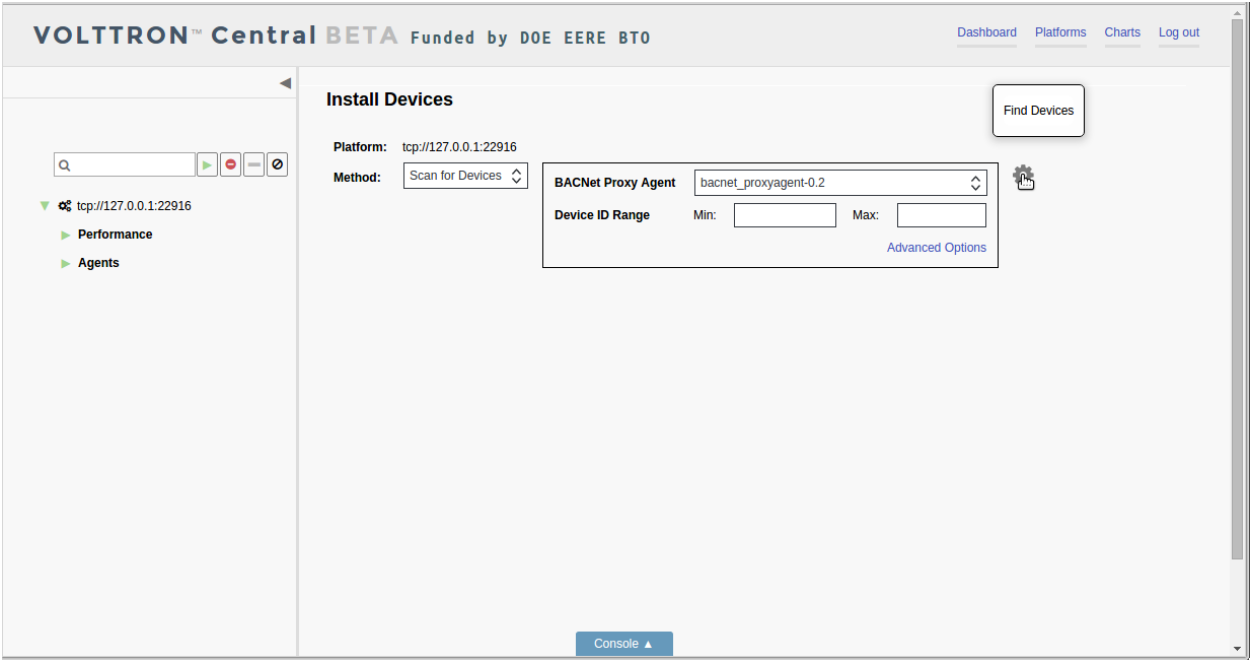 VOLTTRON™ Central BETA Funded by DOE EERE BTO
Dashboard Platforms Charts Log out
Install Devices
Find Devices
Platform: tcp://127.0.0.1:22916
Method: Scan for Devices
BACNet Proxy Agent bacnet_proxyagent-0.2
Device ID Range Min: Max:
Advanced Options
tcp://127.0.0.1:22916
Performance
Agents
Console ▲